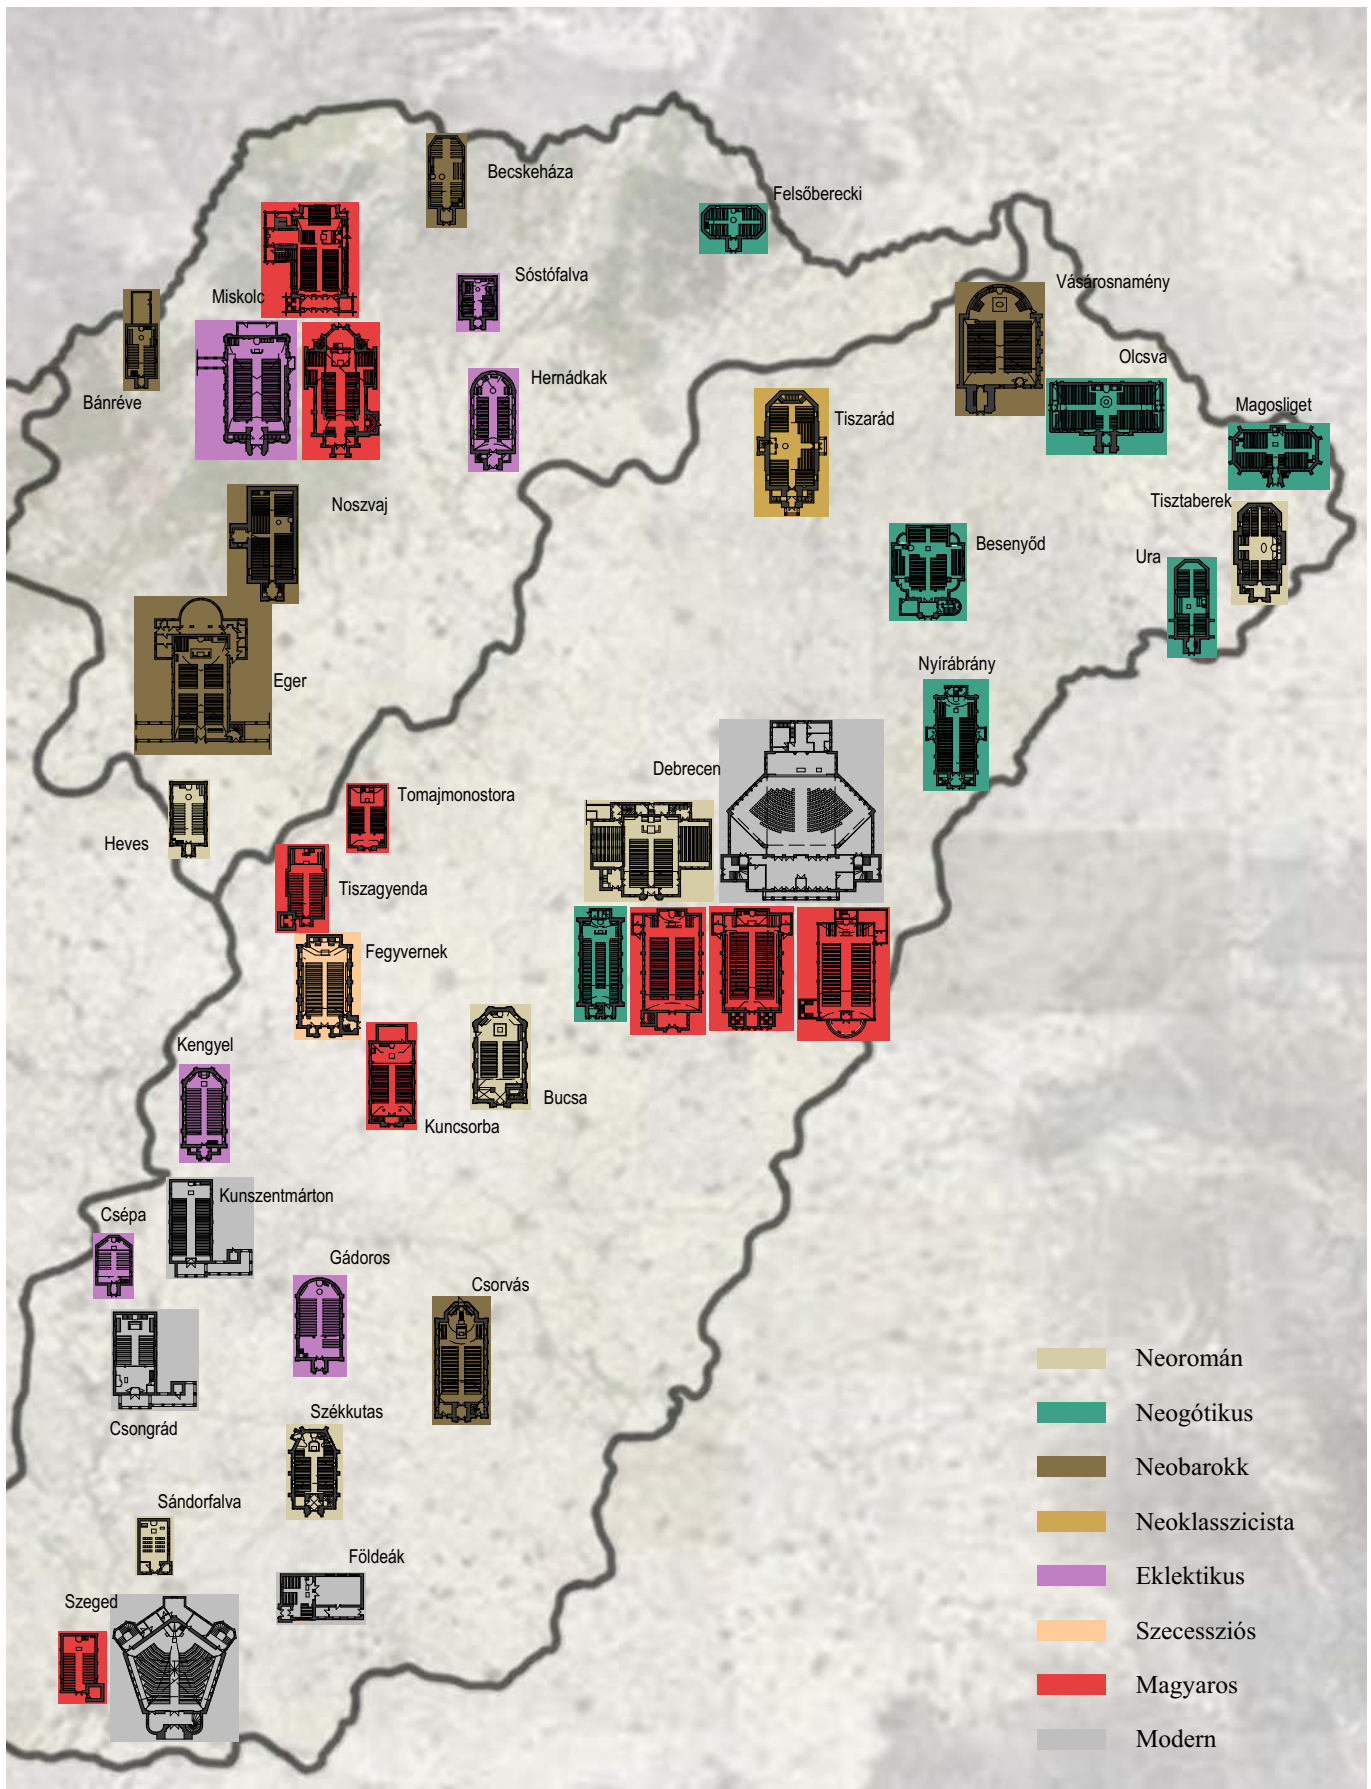 Becskeháza
Felsőberecki
Sóstófalva
Vásárosnamény
Miskolc
Olcsva
Hernádkak
Bánréve
Magosliget
Tiszarád
Tisztaberek
Noszvaj
Besenyőd
Ura
Nyírábrány
Eger
Debrecen
Tomajmonostora
Heves
Tiszagyenda
Fegyvernek
Kengyel
Bucsa
Kuncsorba
Kunszentmárton
Csépa
Gádoros
Csorvás
Csongrád
Székkutas
Sándorfalva
Földeák
Szeged
Neoromán
Neogótikus
Neobarokk
Neoklasszicista
Eklektikus
Szecessziós
Magyaros
Modern